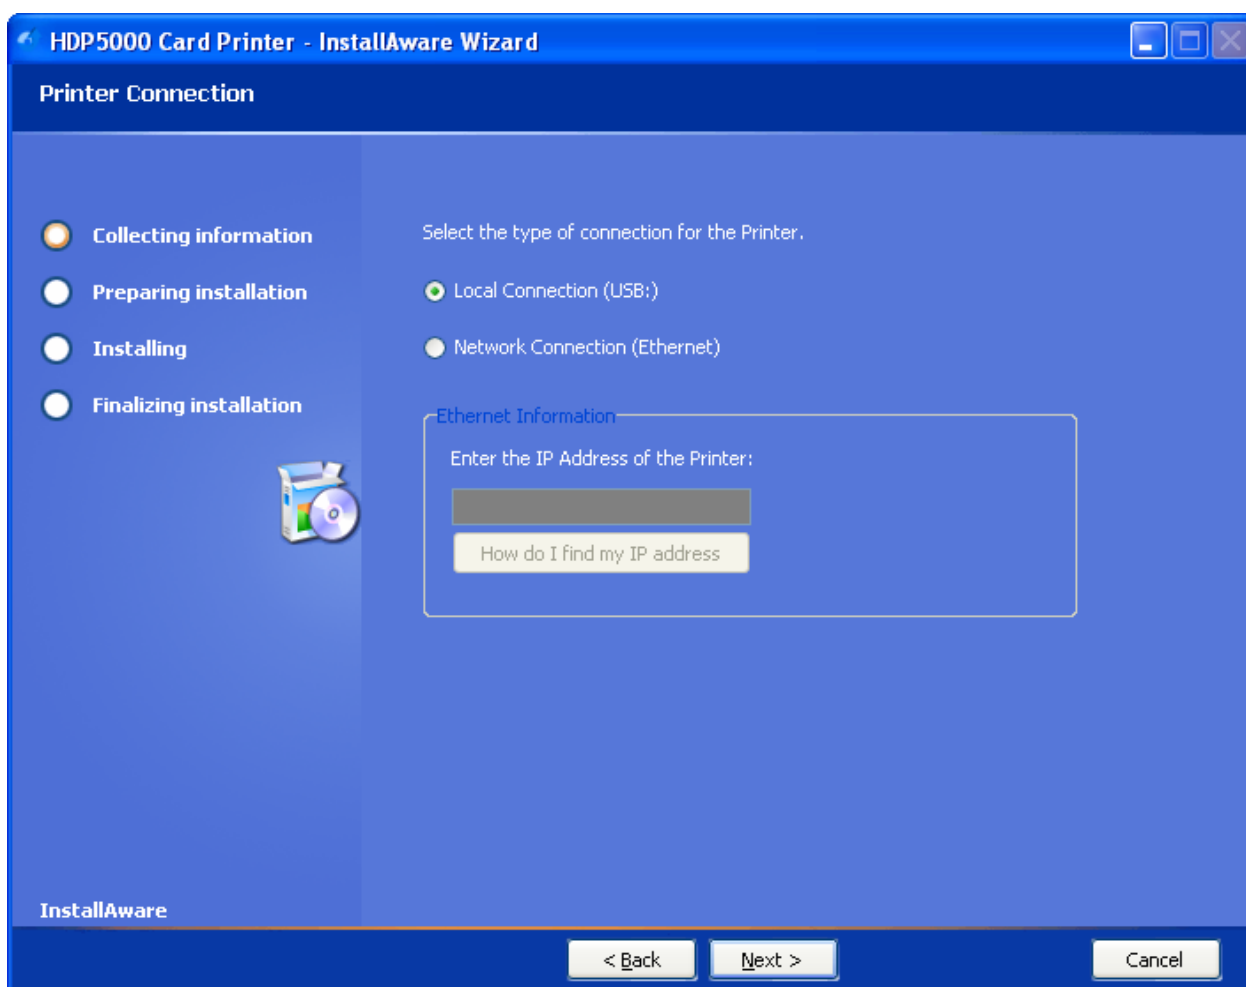 HDP5000 Card Printer - InstallAware Wizard
Printer Connection
Collecting information
Preparing installation
Installing
Finalizing installation
Select the type of connection for the Printer.
Local Connection (USB:)
Network Connection (Ethernet)
Ethernet Information
Enter the IP Address of the Printer:
How do I find my IP address
InstallAware
< Back
Next >
Cancel